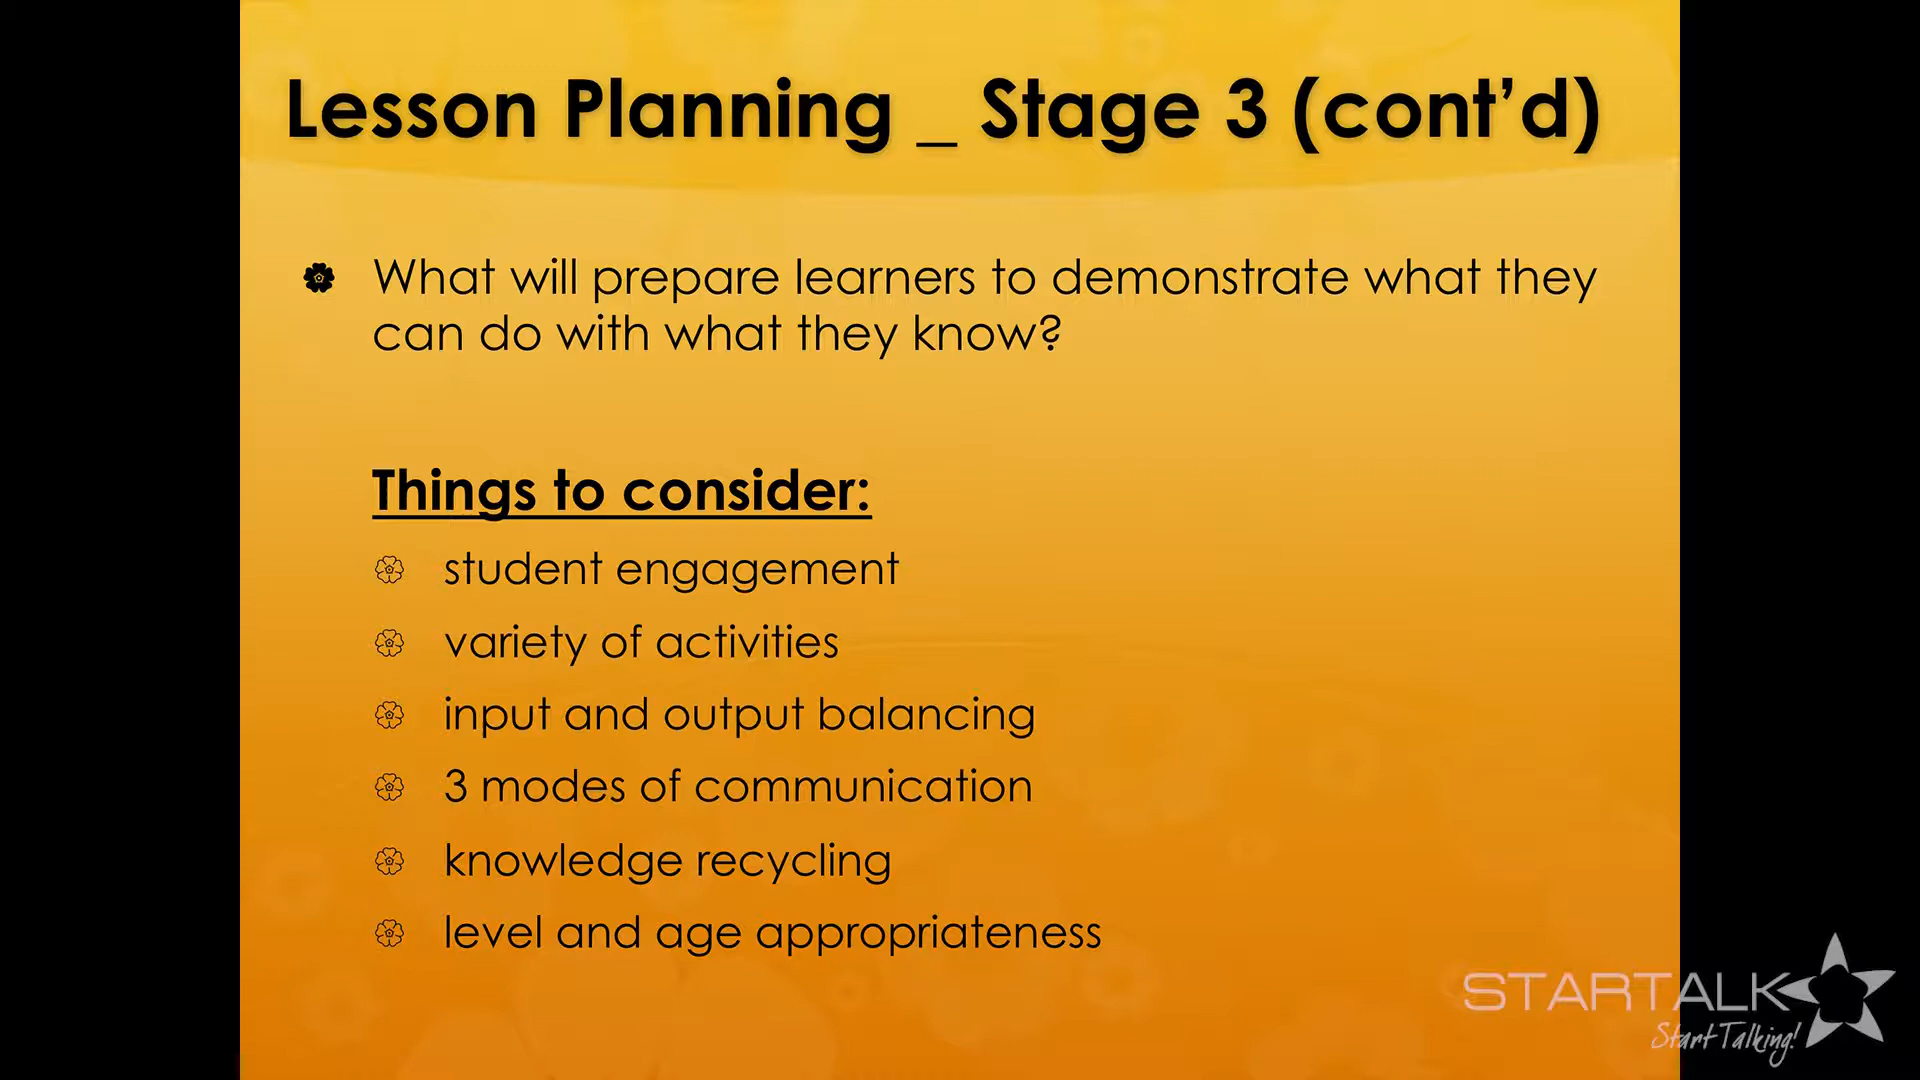 Lesson Planning _ Stage 3 (cont’d)
What will prepare learners to demonstrate what they
can do with what they know?
Things to consider:
student engagement
variety of activities
input and output balancing
3 modes of communication
knowledge recycling
level and age appropriateness
STARTALK
Start Talking!